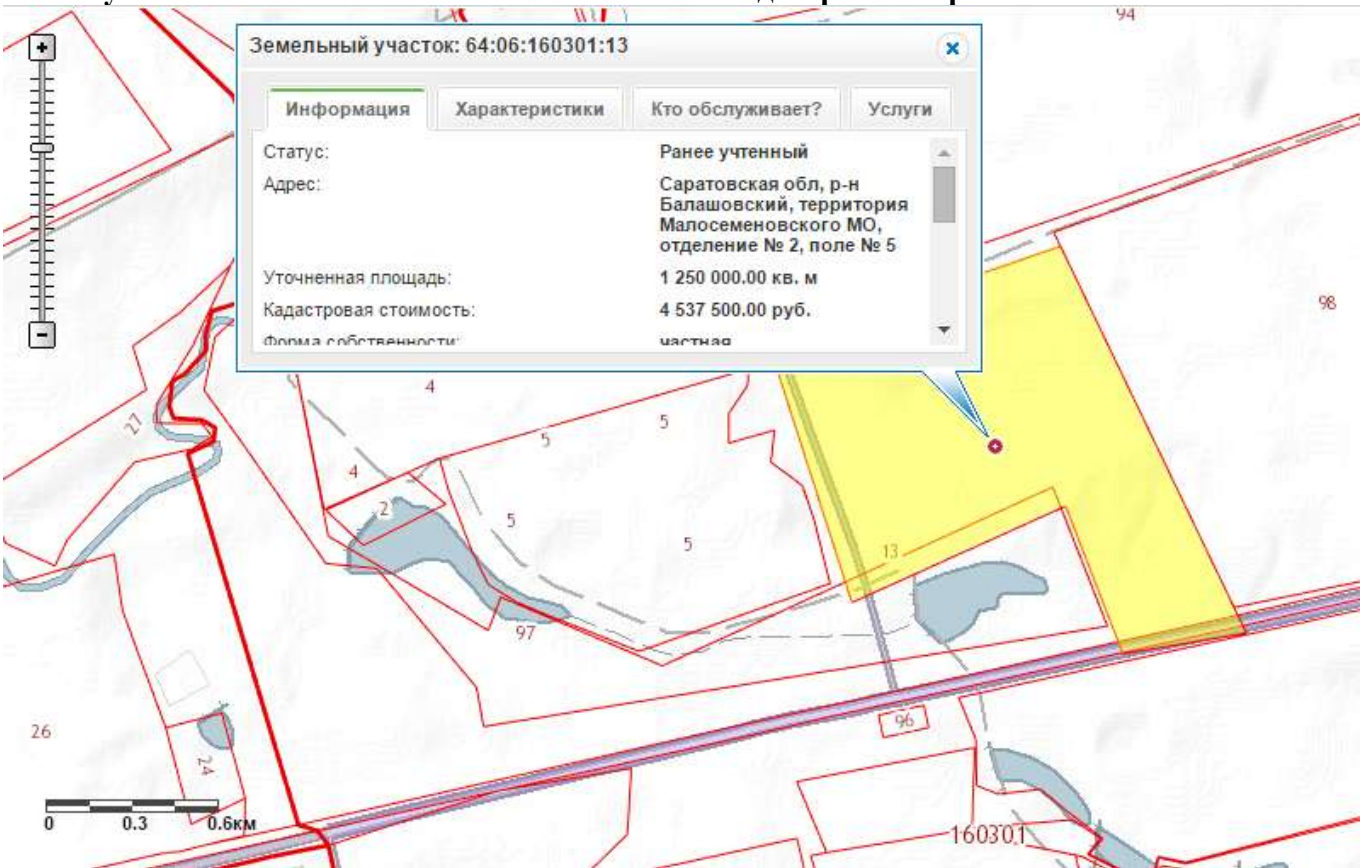 94
Земельный участок: 64:06:160301:13
Информация Характеристики Кто обслуживает? Услуги
Статус: Ранее учтенный
Адрес: Саратовская обл, р-н
Балашовский, территория
Малосеменовского МО,
отделение № 2, поле № 5
Уточненная площадь: 1 250 000.00 кв. м
Кадастровая стоимость: 4 537 500.00 руб.
Форма собственности: частная
98
4
5
5
27
4
2
5
5
13
97
96
26
24
0 0.3 0.6км
160301